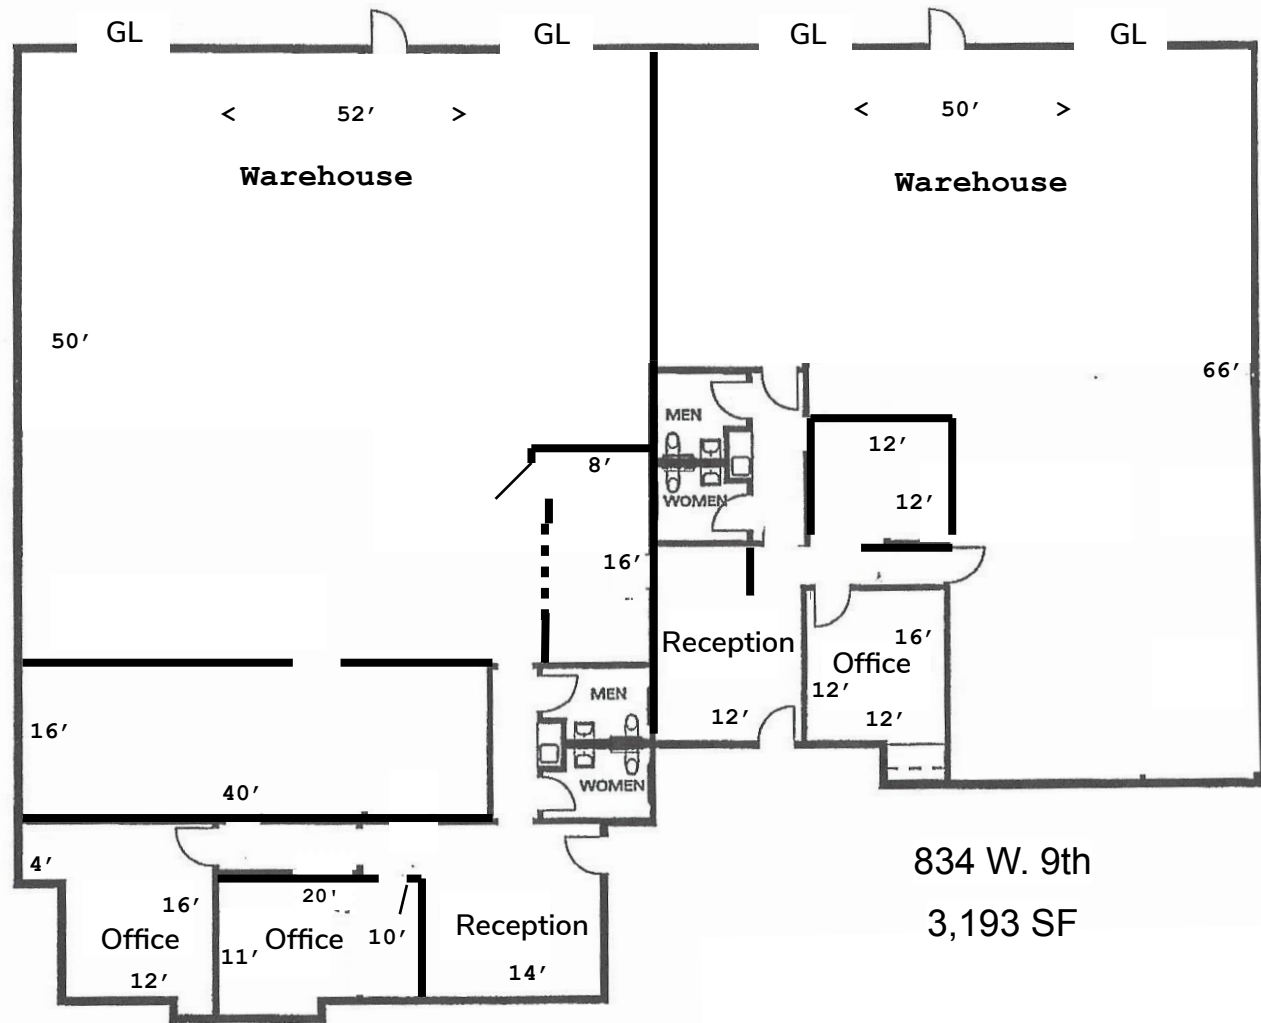 GL
GL
GL
GL
< 52' >
< 50' >
Warehouse
Warehouse
50'
66'
MEN
12'
8'
12'
WOMEN
16'
Reception
16'
Office
12'
MEN
12'
12'
16'
WOMEN
40'
4'
834 W. 9th
20'
16'
3,193 SF
Office
Office
10'
Reception
11'
12'
14'